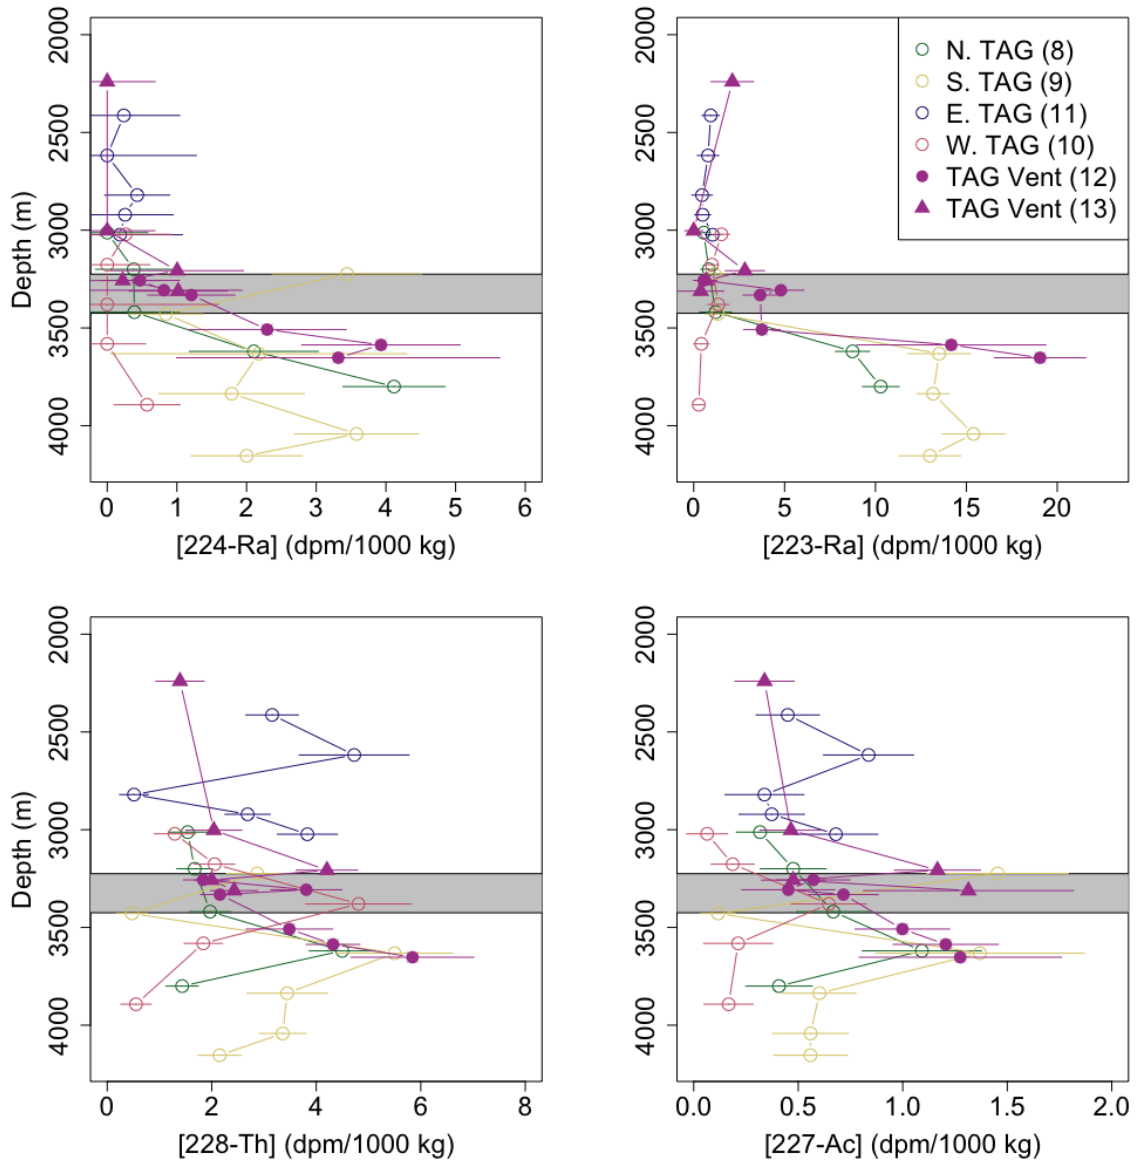 2000
2500
3000
3500
4000
Depth (m)
0 1 2 3 4 5 6
[224-Ra] (dpm/1000 kg)
2000
2500
3000
3500
4000
N. TAG (8)
S. TAG (9)
E. TAG (11)
W. TAG (10)
TAG Vent (12)
TAG Vent (13)
0 5 10 15 20
[223-Ra] (dpm/1000 kg)
2000
2500
3000
3500
4000
Depth (m)
0 2 4 6 8
[228-Th] (dpm/1000 kg)
2000
2500
3000
3500
4000
0.0 0.5 1.0 1.5 2.0
[227-Ac] (dpm/1000 kg)